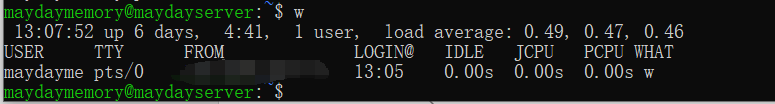 maydaymemory@maydayserver:~$ w
 13:07:52 up 6 days,  4:41,  1 user,  load average: 0.49, 0.47, 0.46
USER     TTY      FROM             LOGIN@   IDLE   JCPU   PCPU WHAT
maydayme pts/0                     13:05    0.00s  0.00s  0.00s w
maydaymemory@maydayserver:~$